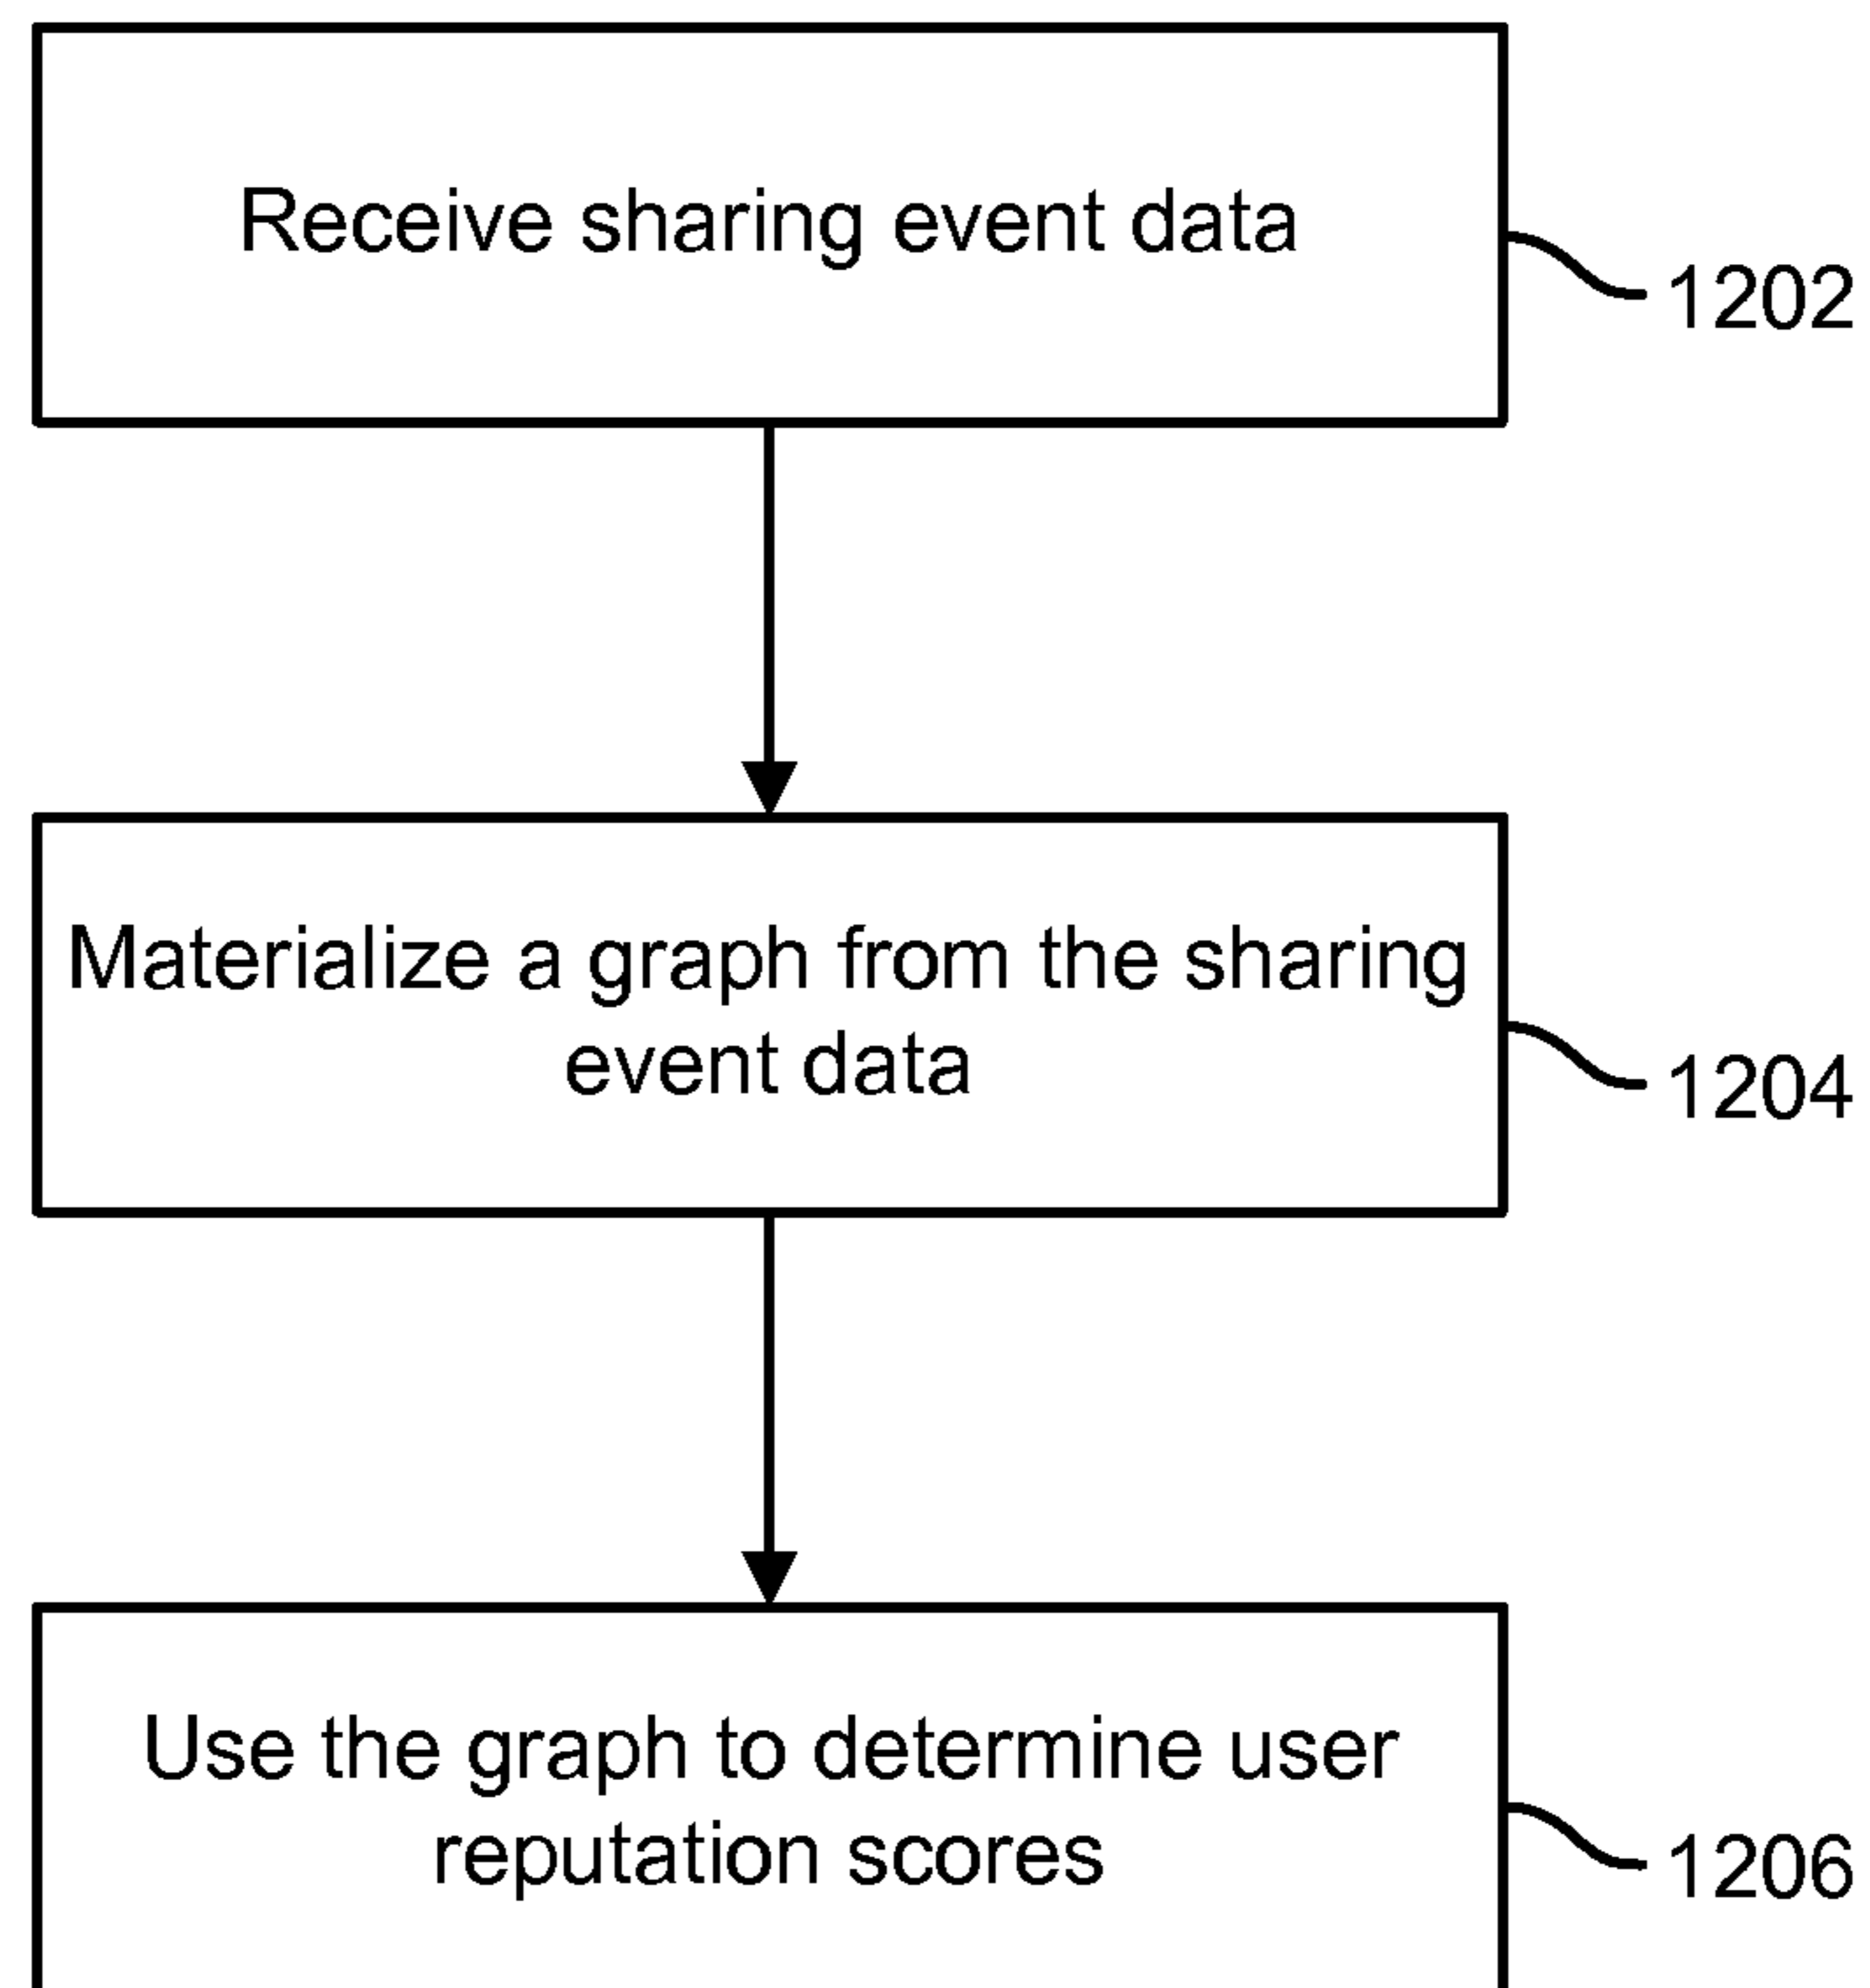 Receive sharing event data
1202
Materialize a graph from the sharing
event data
1204
Use the graph to determine user
reputation scores
1206